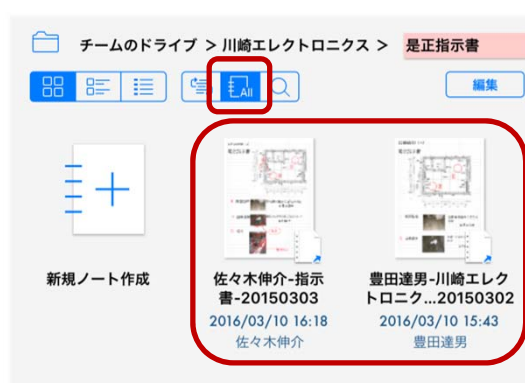 チームのドライブ > 川崎エレクトロニクス > 是正指示書
All
編集
新規ノート作成
佐々木伸介-指示
書-20150303
2016/03/10 16:18
佐々木伸介
豊田達男-川崎エレク
トロニク...20150302
2016/03/10 15:43
豊田達男